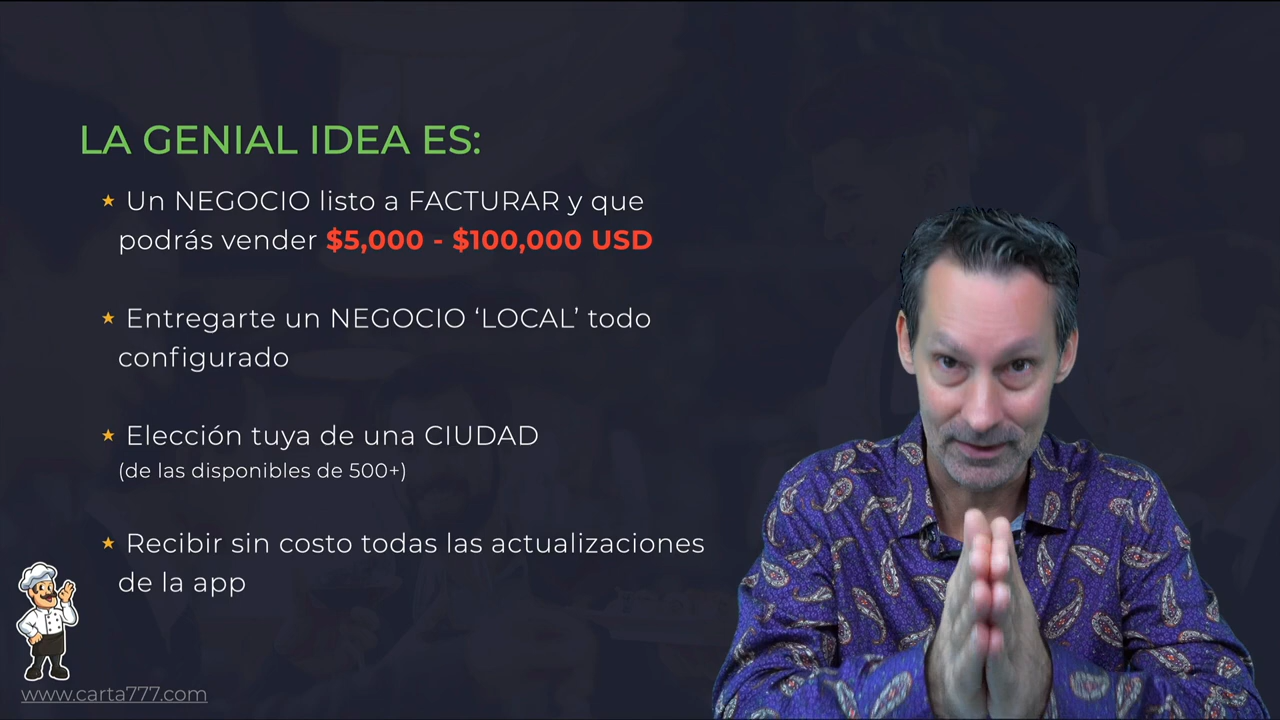 LA GENIAL IDEA ES:
★ Un NEGOCIO listo a FACTURAR y que
podrás vender $5,000 - $100,000 USD
★ Entregarte un NEGOCIO ‘LOCAL’ todo
configurado
★ Elección tuya de una CIUDAD
(de las disponibles de 500+)
★ Recibir sin costo todas las actualizaciones
de la app
www.carta777.com